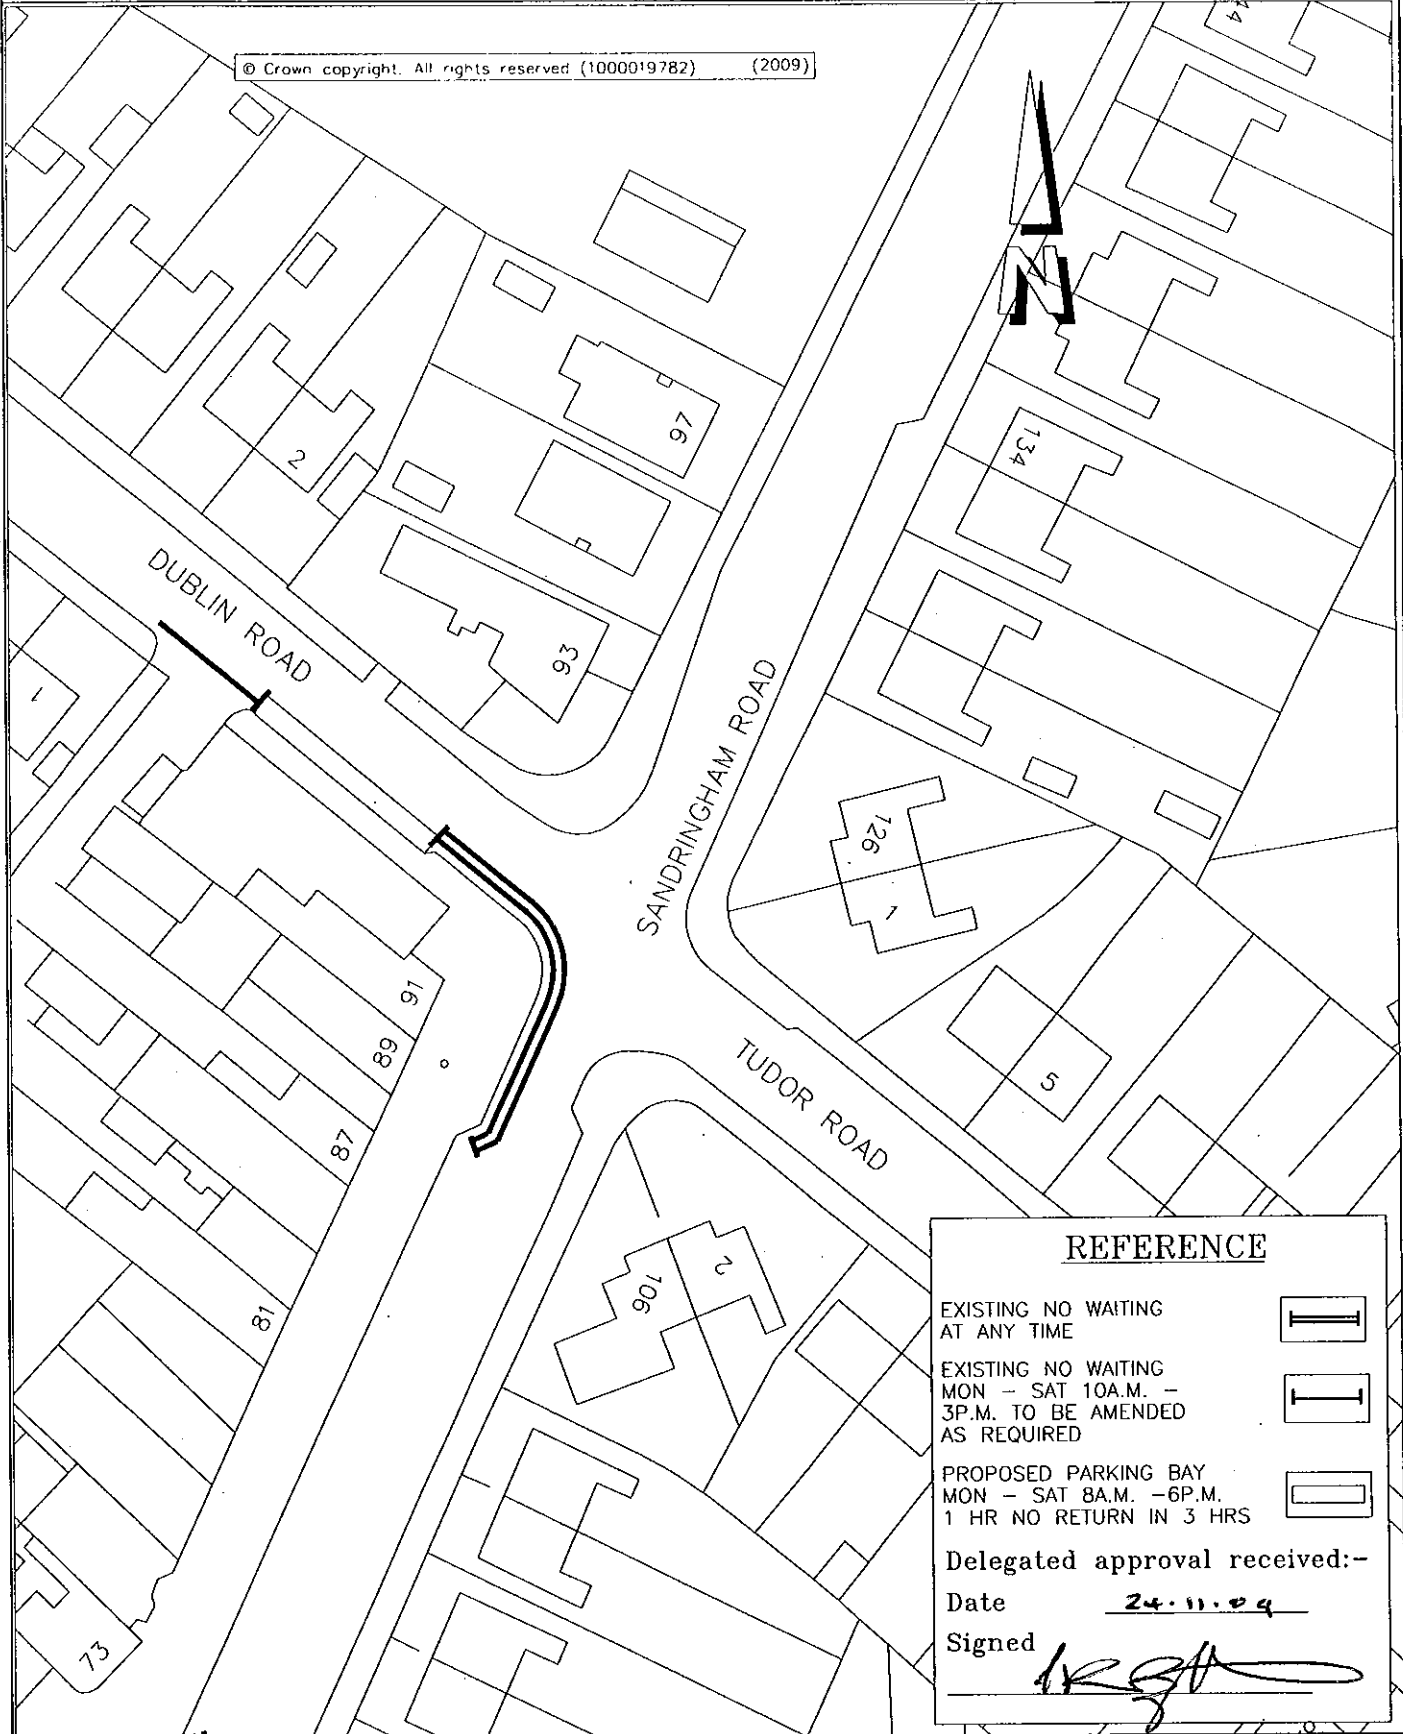 © Crown copyright. All rights reserved (1000019782) (2009)
44
N
97
134
2
DUBLIN ROAD
93
1
SANDRINGHAM ROAD
126
1
91
89
TUDOR ROAD
5
87
2
106
81
73
REFERENCE
EXISTING NO WAITING
AT ANY TIME
EXISTING NO WAITING
MON - SAT 10A.M. -
3P.M. TO BE AMENDED
AS REQUIRED
PROPOSED PARKING BAY
MON - SAT 8A.M. -6P.M.
1 HR NO RETURN IN 3 HRS
Delegated approval received:-
Date 24.11.09
Signed